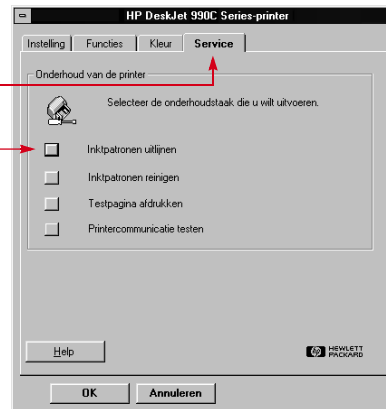 HP DeskJet 990C Series-printer
Instelling Functies Kleur Service
Onderhoud van de printer
Selecteer de onderhoudstaak die u wilt uitvoeren.
Inktpatronen uitlijnen
Inktpatronen reinigen
Testpagina afdrukken
Printercommunicatie testen
Help
hp HEWLETT
PACKARD
OK Annuleren